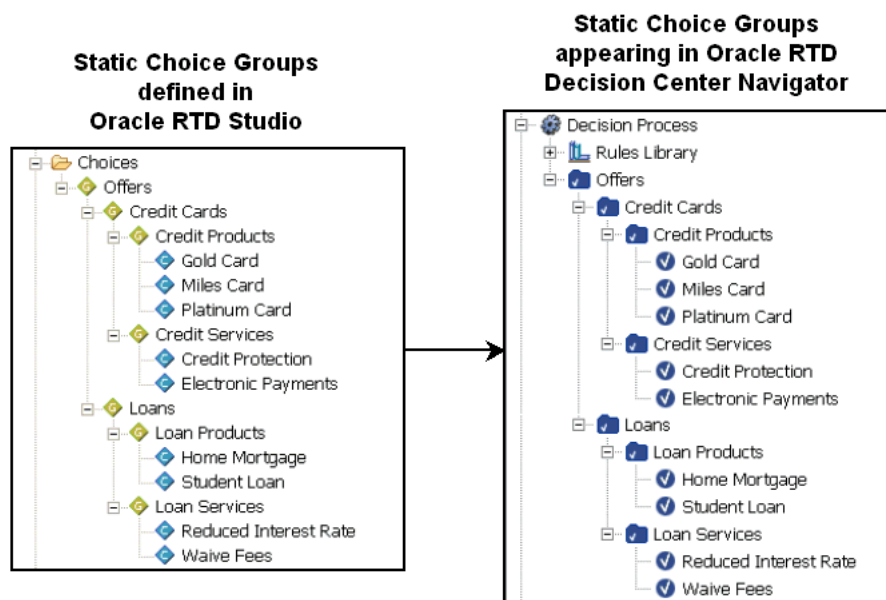 Static Choice Groups
defined in
Oracle RTD Studio
Choices
Offers
Credit Cards
Credit Products
Gold Card
Miles Card
Platinum Card
Credit Services
Credit Protection
Electronic Payments
Loans
Loan Products
Home Mortgage
Student Loan
Loan Services
Reduced Interest Rate
Waive Fees
Static Choice Groups
appearing in Oracle RTD
Decision Center Navigator
Decision Process
Rules Library
Offers
Credit Cards
Credit Products
Gold Card
Miles Card
Platinum Card
Credit Services
Credit Protection
Electronic Payments
Loans
Loan Products
Home Mortgage
Student Loan
Loan Services
Reduced Interest Rate
Waive Fees